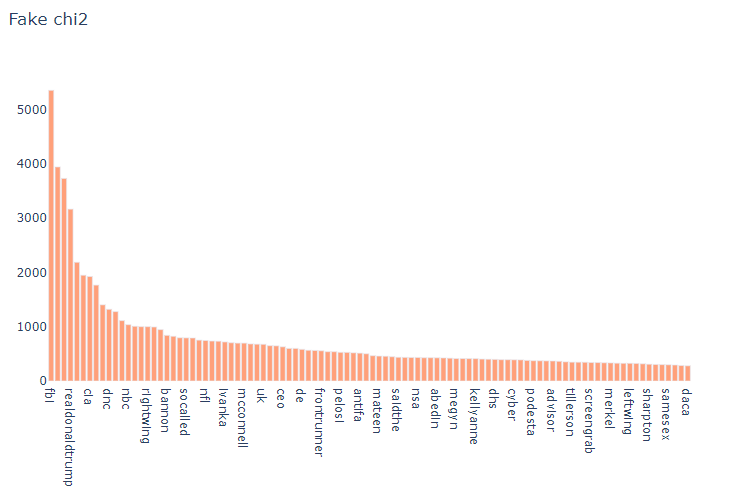 Fake chi2
5000
4000
3000
2000
1000
0
fbi
realdonaldtrump
cia
dnc
nbc
rightwing
bannon
socalled
nfl
ivanka
mcconnell
uk
ceo
de
frontrunner
pelosi
antifa
mateen
saidthe
nsa
abedin
megyn
kellyanne
dhs
cyber
podesta
advisor
tillerson
screengrab
merkel
leftwing
sharpton
samesex
daca